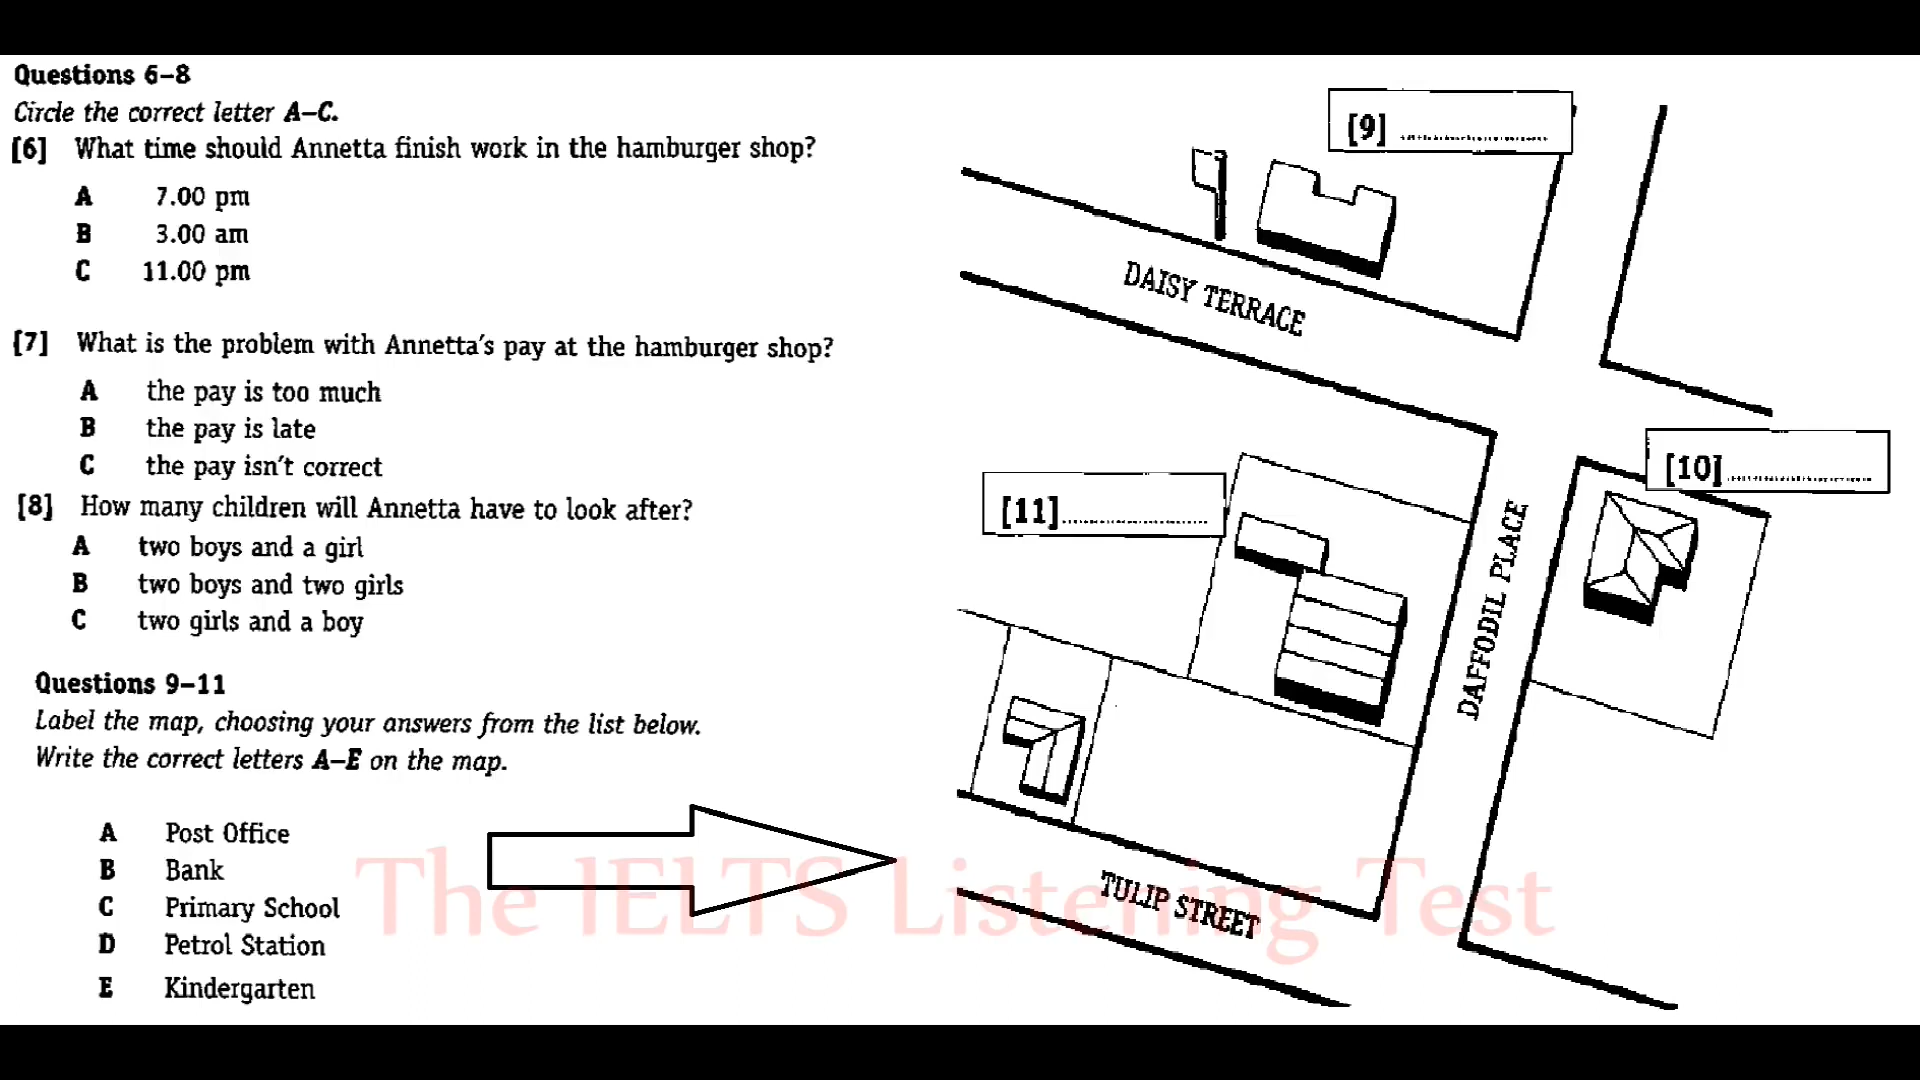 Questions 6–8
Circle the correct letter A–C.
[6] What time should Annetta finish work in the hamburger shop?
A 7.00 pm
B 3.00 am
C 11.00 pm
[7] What is the problem with Annetta's pay at the hamburger shop?
A the pay is too much
B the pay is late
C the pay isn't correct
[8] How many children will Annetta have to look after?
A two boys and a girl
B two boys and two girls
C two girls and a boy
Questions 9–11
Label the map, choosing your answers from the list below.
Write the correct letters A–E on the map.
A Post Office
B Bank
C Primary School
D Petrol Station
E Kindergarten
[9] ....................
DAISY TERRACE
[10] ....................
[11] ....................
DAFFODIL PLACE
TULIP STREET
The IELTS Listening Test